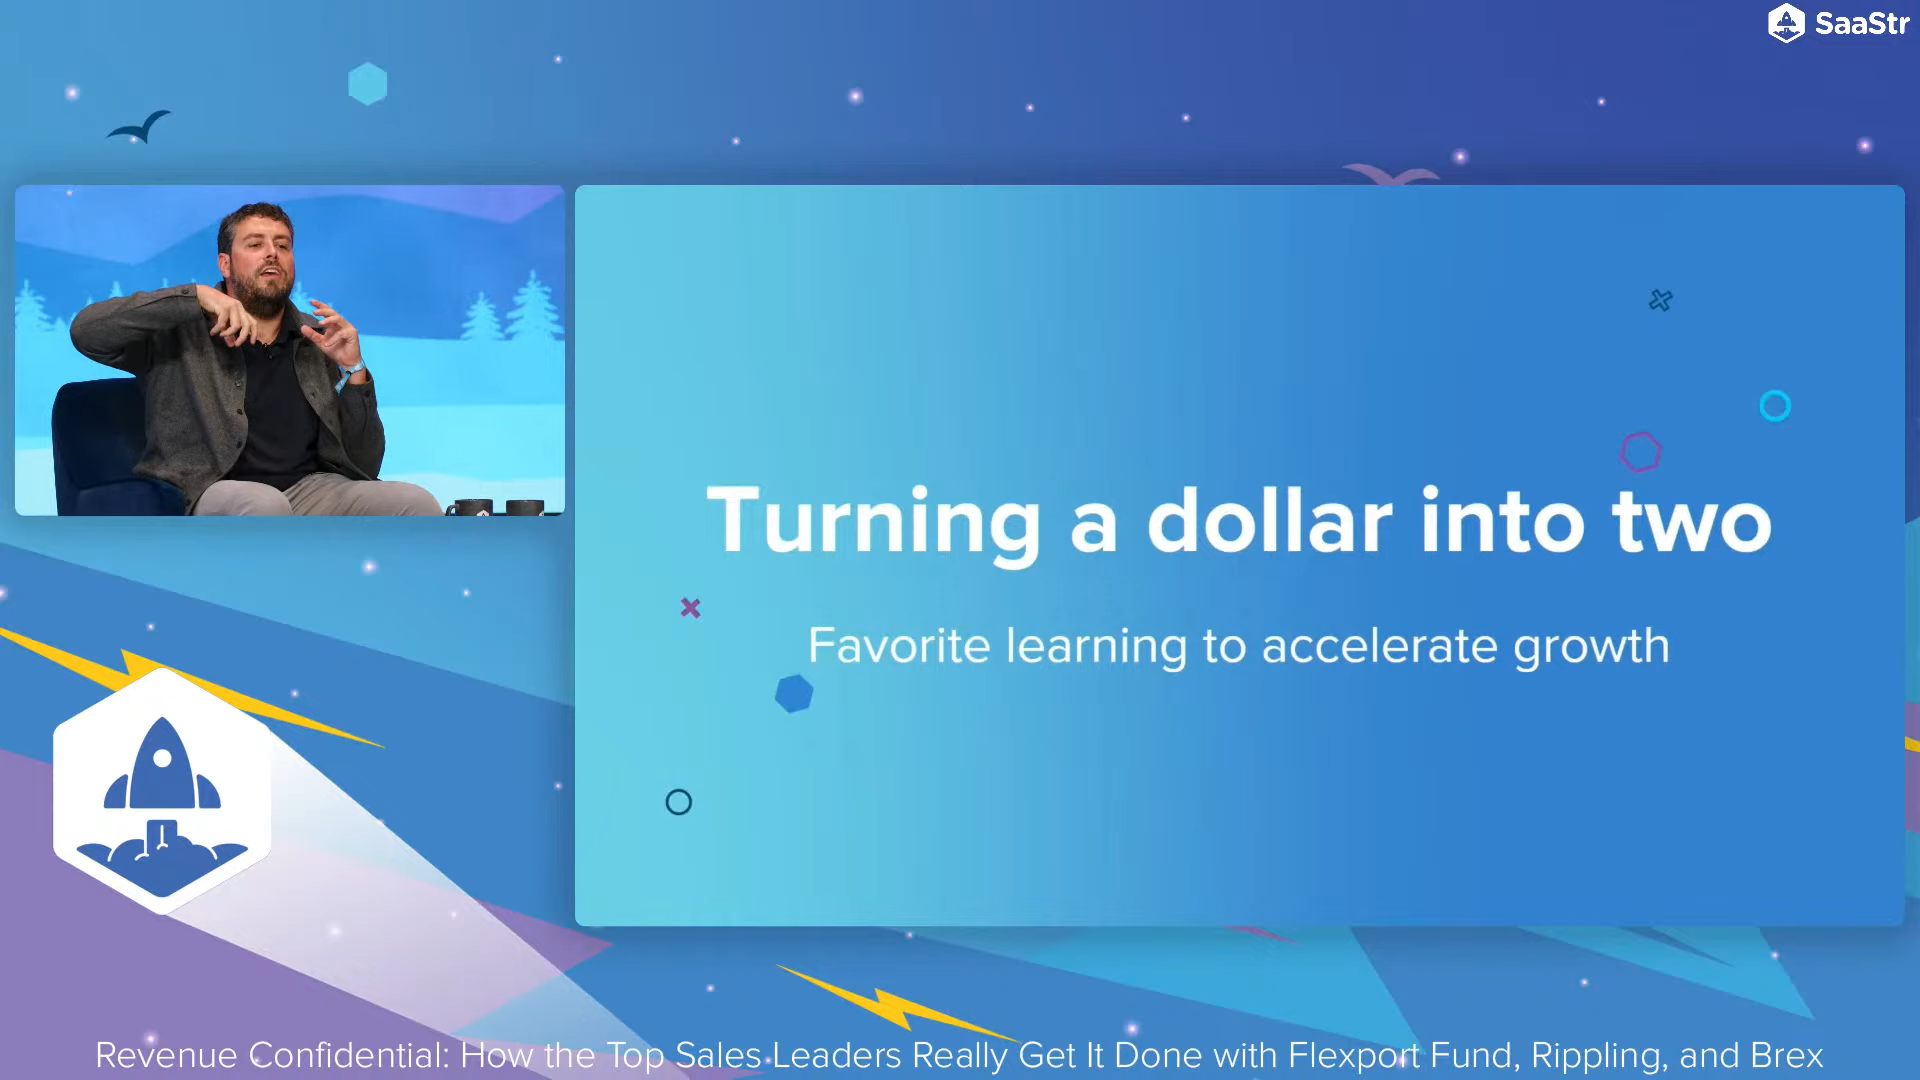 SaaStr
Turning a dollar into two
Favorite learning to accelerate growth
Revenue Confidential: How the Top Sales Leaders Really Get It Done with Flexport Fund, Rippling, and Brex